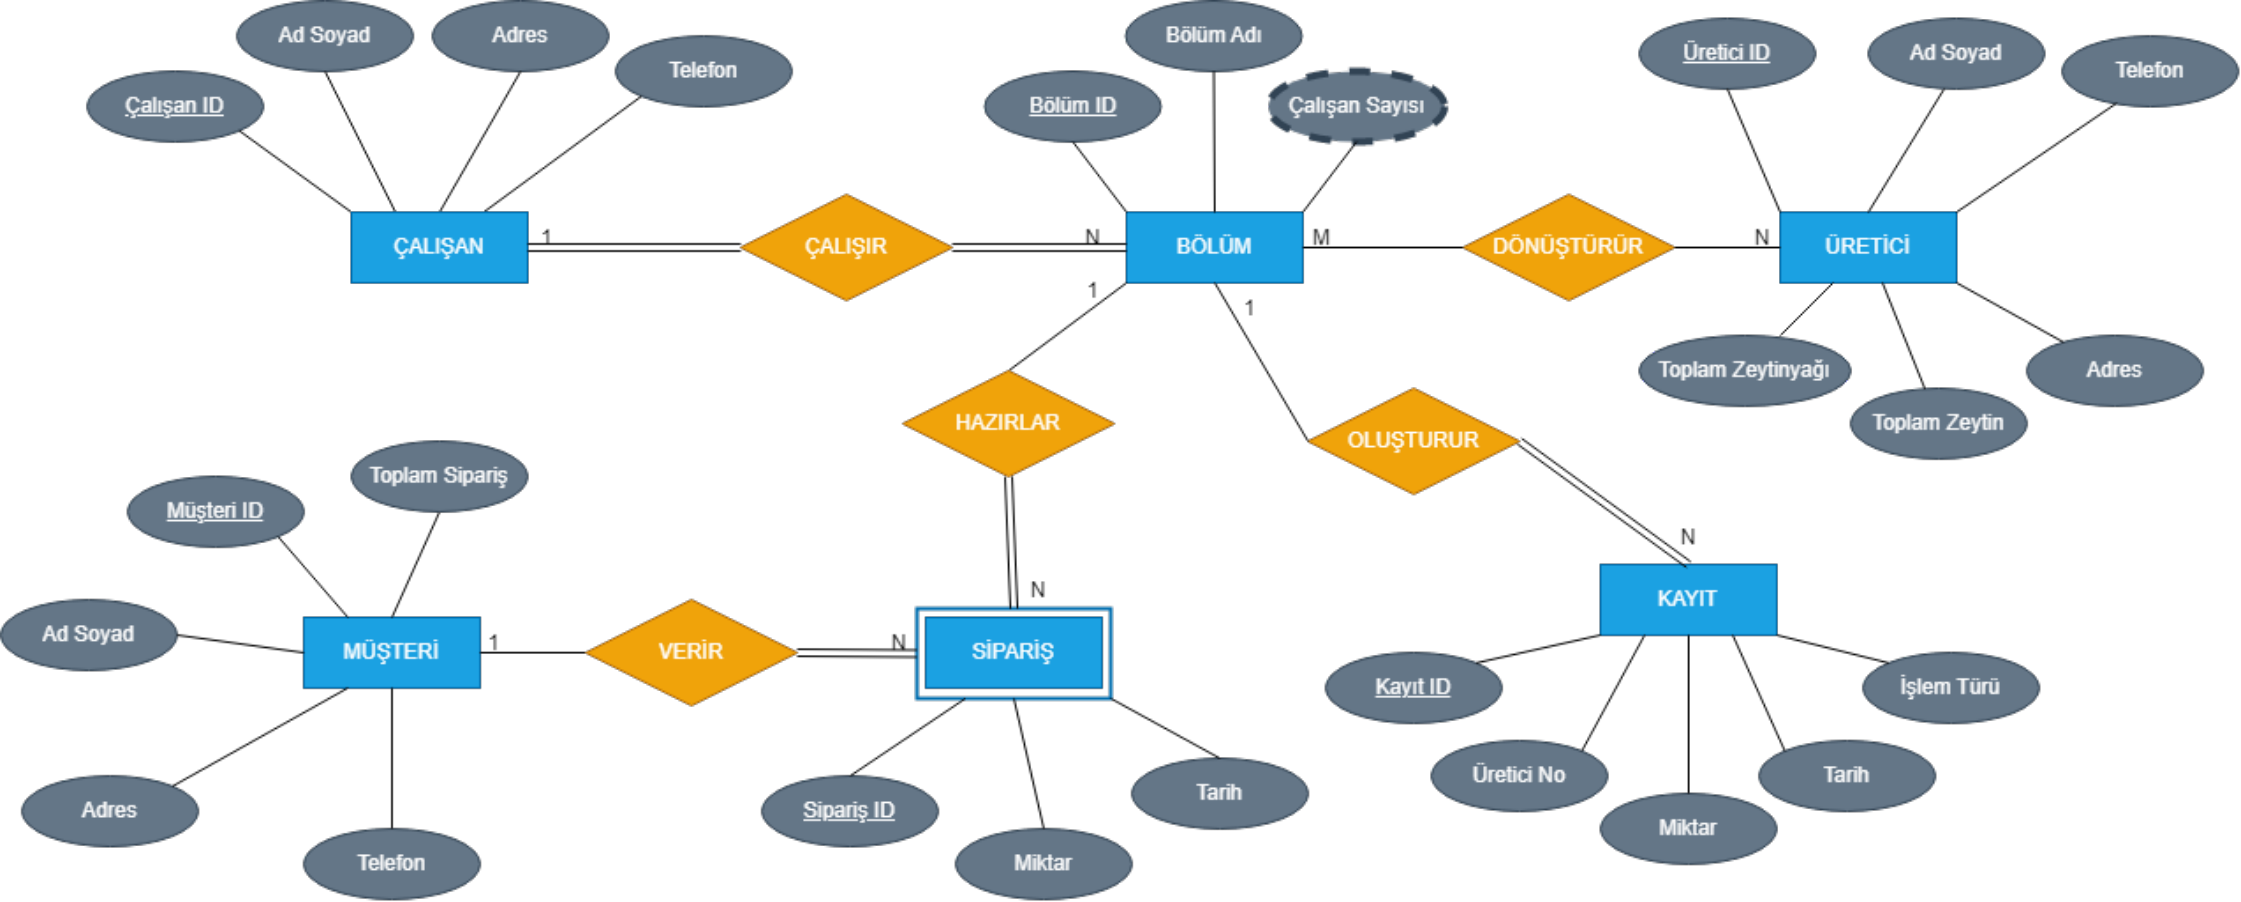 Ad Soyad
Adres
Telefon
Çalışan ID
Bölüm Adı
Bölüm ID
Çalışan Sayısı
Üretici ID
Ad Soyad
Telefon
ÇALIŞAN
1
ÇALIŞIR
N
BÖLÜM
M
DÖNÜŞTÜRÜR
N
ÜRETİCİ
1
1
Toplam Zeytinyağı
Adres
Toplam Zeytin
HAZIRLAR
OLUŞTURUR
Toplam Sipariş
Müşteri ID
N
N
KAYIT
Ad Soyad
MÜŞTERİ
1
VERİR
N
SİPARİŞ
Kayıt ID
İşlem Türü
Üretici No
Tarih
Miktar
Adres
Telefon
Sipariş ID
Miktar
Tarih